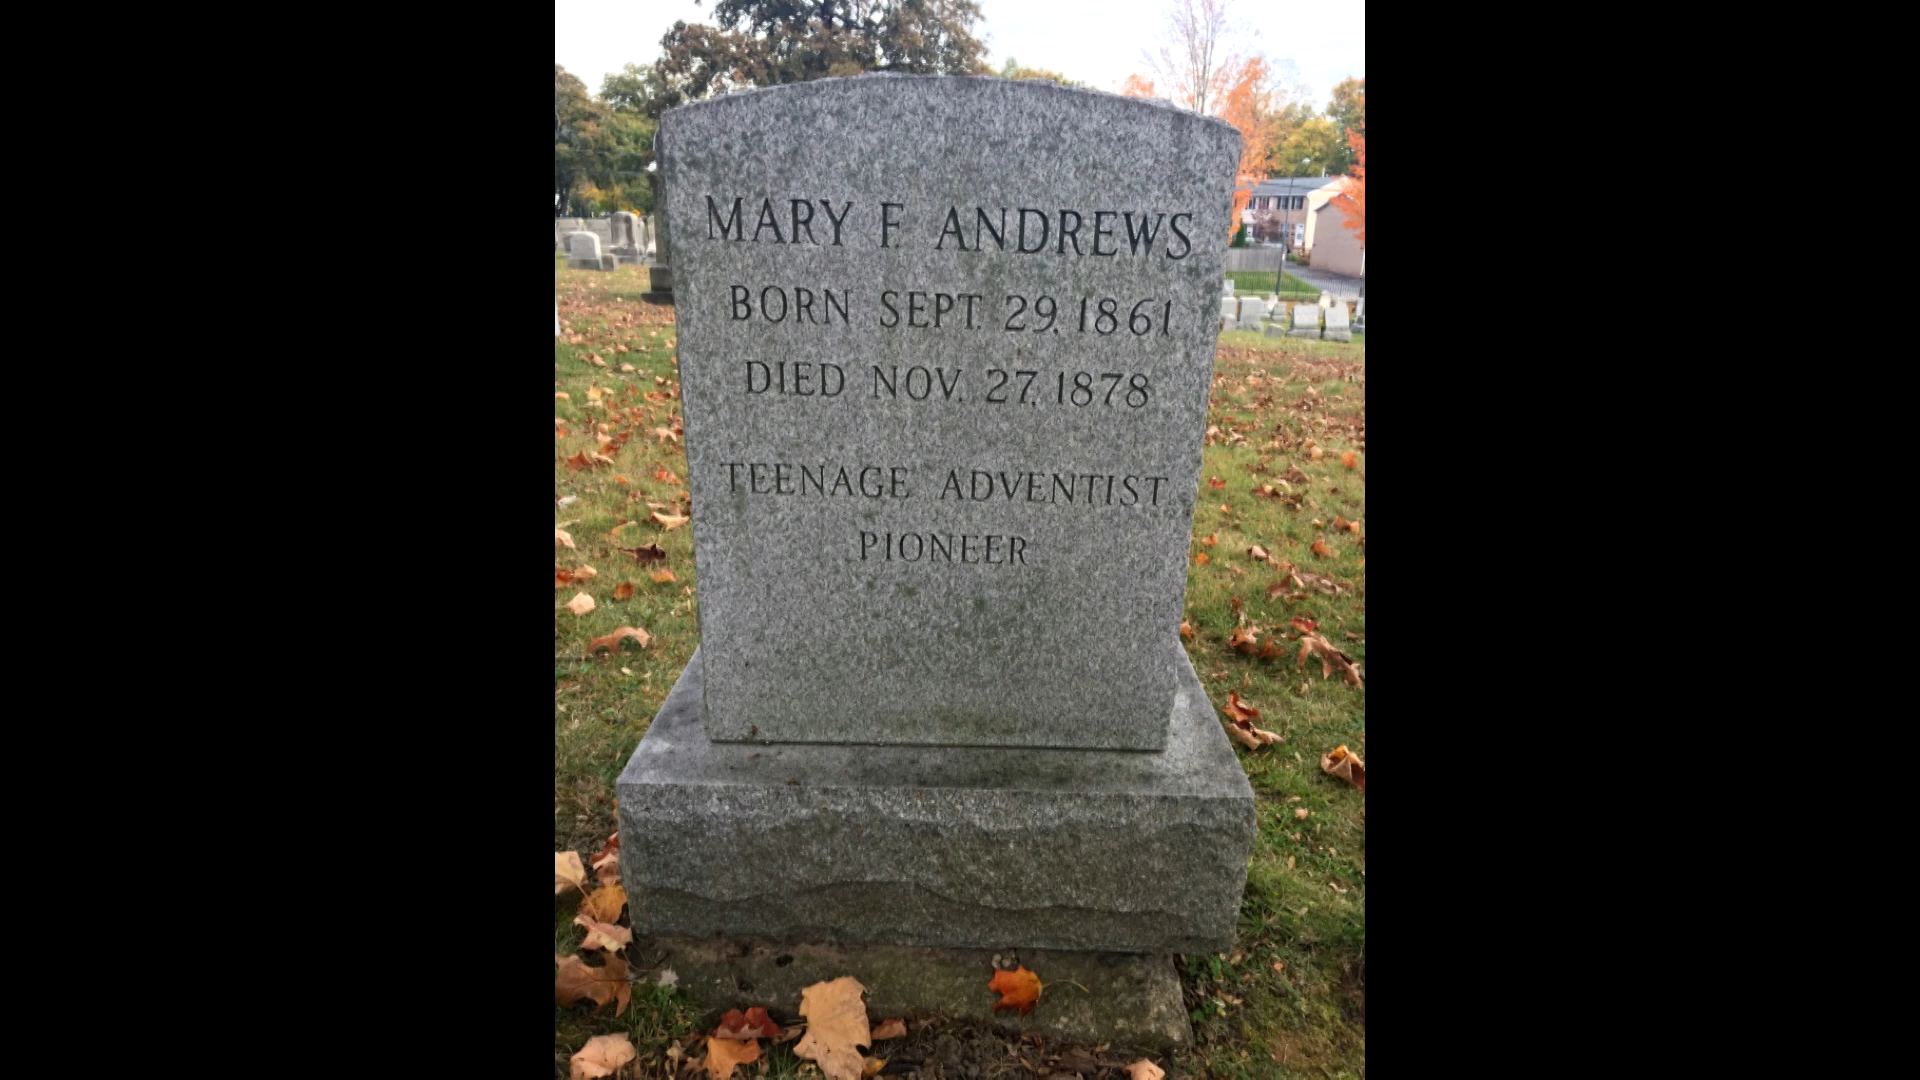 MARY F. ANDREWS
BORN SEPT. 29, 1861
DIED NOV. 27, 1878
TEENAGE ADVENTIST
PIONEER